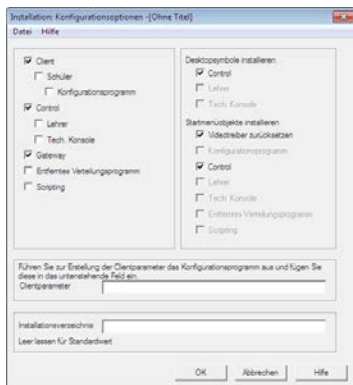 Installation: Konfigurationsoptionen -[Ohne Titel]
Datei Hilfe
Client
Schüler
Konfigurationsprogramm
Control
Lehrer
Tech. Konsole
Gateway
Entferntes Verteilungsprogramm
Scripting
Desktopsymbole installieren
Control
Lehrer
Tech. Konsole
Startmenüobjekte installieren
Videotreiber zurücksetzen
Konfigurationsprogramm
Control
Lehrer
Tech. Konsole
Entferntes Verteilungsprogramm
Scripting
Führen Sie zur Erstellung der Clientparameter das Konfigurationsprogramm aus und fügen Sie
diese in das untenstehende Feld ein.
Clientparameter
Installationsverzeichnis
Leer lassen für Standardwert
OK Abbrechen Hilfe